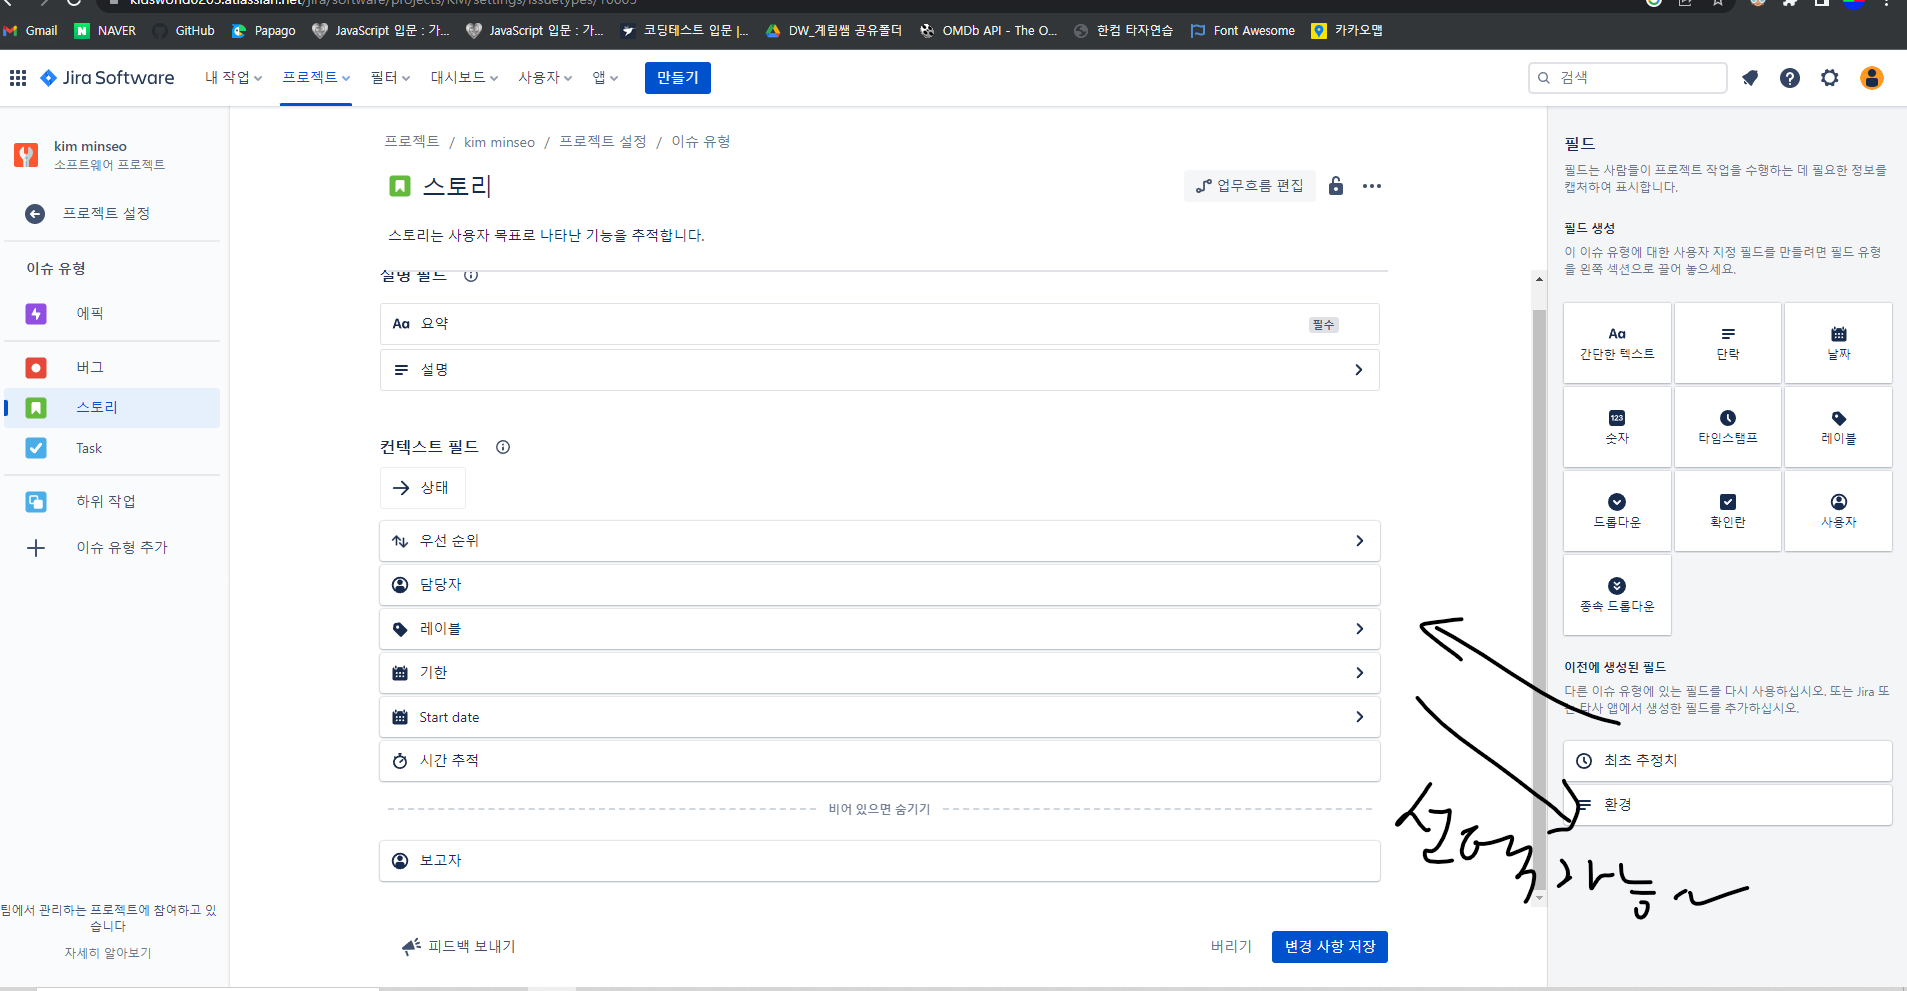 kidsworld0205.atlassian.net/jira/software/projects/KM/settings/issuetypes/10005
Gmail NAVER GitHub Papago JavaScript 입문 : 가... JavaScript 입문 : 가... 코딩테스트 입문 |... DW_계림쌤 공유폴더 OMDb API - The O... 한컴 타자연습 Font Awesome 카카오맵
Jira Software 내 작업 프로젝트 필터 대시보드 사용자 앱 만들기 검색
kim minseo
소프트웨어 프로젝트
프로젝트 설정
이슈 유형
에픽
버그
스토리
Task
하위 작업
이슈 유형 추가
팀에서 관리하는 프로젝트에 참여하고 있
습니다
자세히 알아보기
프로젝트 / kim minseo / 프로젝트 설정 / 이슈 유형
스토리
업무흐름 편집
스토리는 사용자 목표로 나타난 기능을 추적합니다.
설명 필드
Aa 요약 필수
설명
컨텍스트 필드
상태
우선 순위
담당자
레이블
기한
Start date
시간 추적
비어 있으면 숨기기
보고자
피드백 보내기
버리기 변경 사항 저장
필드
필드는 사람들이 프로젝트 작업을 수행하는 데 필요한 정보를
캡처하여 표시합니다.
필드 생성
이 이슈 유형에 대한 사용자 지정 필드를 만들려면 필드 유형
을 왼쪽 섹션으로 끌어 놓으세요.
Aa
간단한 텍스트 단락 날짜
123
숫자 타임스탬프 레이블
드롭다운 확인란 사용자
종속 드롭다운
이전에 생성된 필드
다른 이슈 유형에 있는 필드를 다시 사용하십시오. 또는 Jira 또
는 타사 앱에서 생성한 필드를 추가하십시오.
최초 추정치
환경
선택가능~